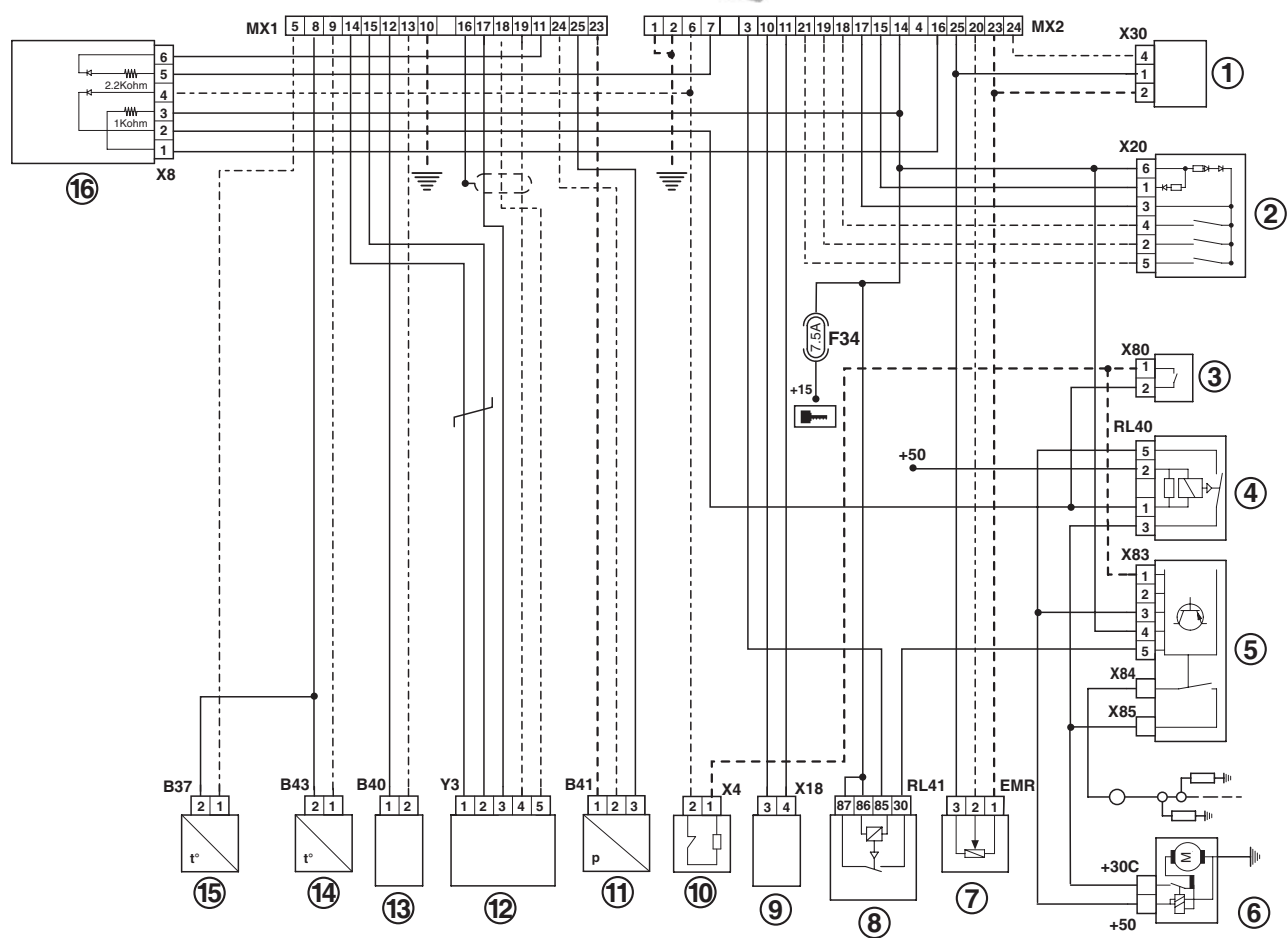 MX1 5 8 9 14 15 12 13 10 16 17 18 19 11 24 25 23
1 2 6 7 3 10 11 21 19 18 17 15 14 4 16 25 20 23 24 MX2
X30
4
1
2
1
6
5
4
3
2
1
2.2Kohm
1Kohm
X8
16
X20
6
1
3
4
2
5
2
7.5A
F34
+15
X80
1
2
3
RL40
5
2
1
3
4
+50
X83
1
2
3
4
5
X84
X85
5
B37 2 1
t°
15
B43 2 1
t°
14
B40 1 2
13
Y3 1 2 3 4 5
12
B41 1 2 3
p
11
2 1 X4
10
3 4 X18
9
87 86 85 30 RL41
8
3 2 1 EMR
7
+30C
M
+50
6